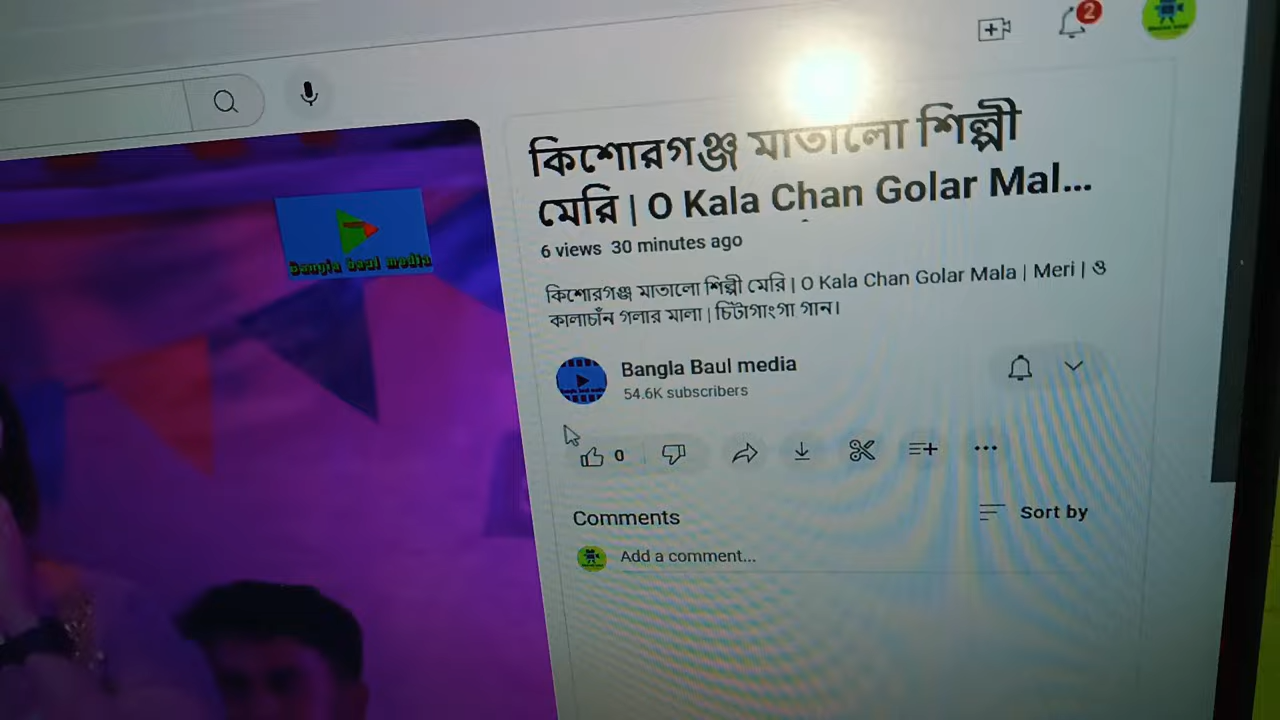 2
কিশোরগঞ্জ মাতালো শিল্পী
মেরি | O Kala Chan Golar Mal...
6 views 30 minutes ago
কিশোরগঞ্জ মাতালো শিল্পী মেরি | O Kala Chan Golar Mala | Meri | ও
কালাচাঁন গলার মালা | চিটাগাংগা গান।
Bangla baul media
Bangla Baul media
54.6K subscribers
0
Comments
Sort by
Add a comment...